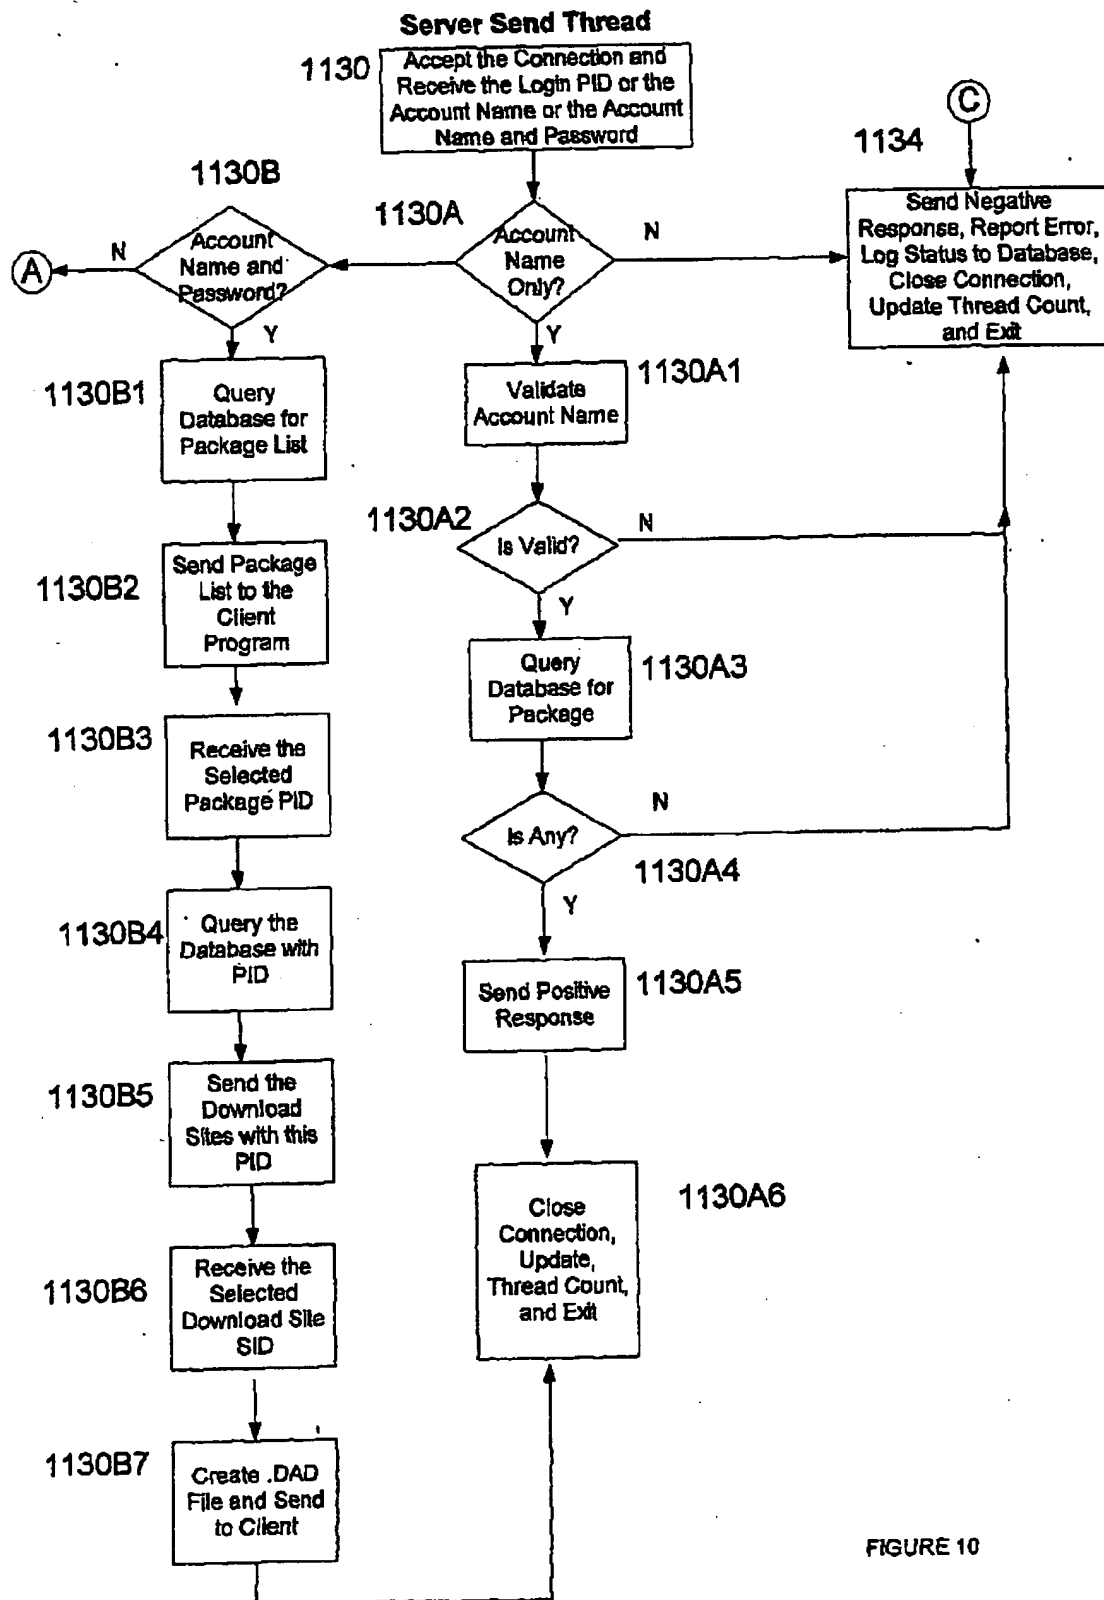 Server Send Thread
1130
Accept the Connection and
Receive the Login PID or the
Account Name or the Account
Name and Password
C
1134
Send Negative
Response, Report Error,
Log Status to Database,
Close Connection,
Update Thread Count,
and Exit
1130B
1130A
Account
Name and
Password?
N
A
Y
Account
Name
Only?
N
Y
1130B1
Query
Database for
Package List
1130A1
Validate
Account Name
1130A2
Is Valid?
N
Y
1130B2
Send Package
List to the
Client
Program
1130A3
Query
Database for
Package
1130B3
Receive the
Selected
Package PID
Is Any?
N
1130A4
Y
1130B4
Query the
Database with
PID
1130A5
Send Positive
Response
1130B5
Send the
Download
Sites with this
PID
1130A6
Close
Connection,
Update,
Thread Count,
and Exit
1130B6
Receive the
Selected
Download Site
SID
1130B7
Create .DAD
File and Send
to Client
FIGURE 10